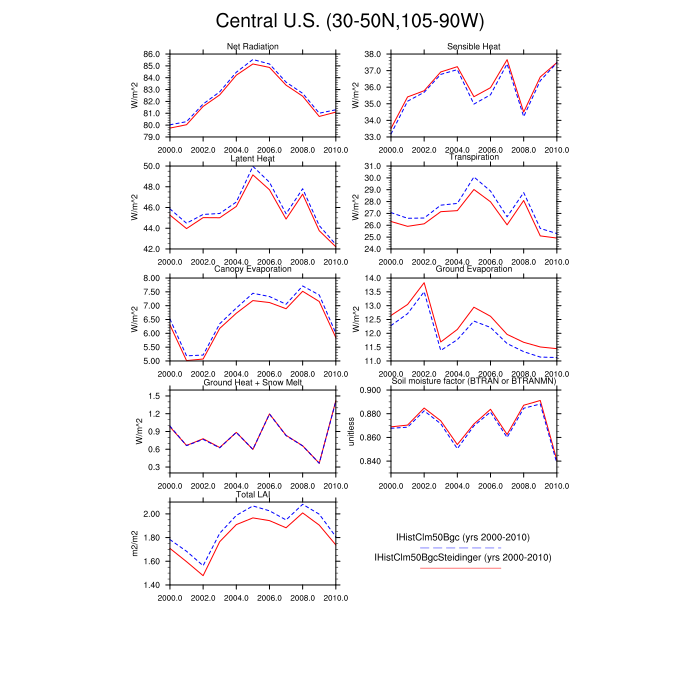 Central U.S. (30-50N,105-90W)
Net Radiation
W/m^2
86.0
85.0
84.0
83.0
82.0
81.0
80.0
79.0
2000.0 2002.0 2004.0 2006.0 2008.0 2010.0
Sensible Heat
W/m^2
38.0
37.0
36.0
35.0
34.0
33.0
2000.0 2002.0 2004.0 2006.0 2008.0 2010.0
Latent Heat
W/m^2
50.0
48.0
46.0
44.0
42.0
2000.0 2002.0 2004.0 2006.0 2008.0 2010.0
Transpiration
W/m^2
31.0
30.0
29.0
28.0
27.0
26.0
25.0
24.0
2000.0 2002.0 2004.0 2006.0 2008.0 2010.0
Canopy Evaporation
W/m^2
8.00
7.50
7.00
6.50
6.00
5.50
5.00
2000.0 2002.0 2004.0 2006.0 2008.0 2010.0
Ground Evaporation
W/m^2
14.0
13.5
13.0
12.5
12.0
11.5
11.0
2000.0 2002.0 2004.0 2006.0 2008.0 2010.0
Ground Heat + Snow Melt
W/m^2
1.5
1.2
0.9
0.6
0.3
2000.0 2002.0 2004.0 2006.0 2008.0 2010.0
Soil moisture factor (BTRAN or BTRANMN)
unitless
0.900
0.880
0.860
0.840
2000.0 2002.0 2004.0 2006.0 2008.0 2010.0
Total LAI
m2/m2
2.00
1.80
1.60
1.40
2000.0 2002.0 2004.0 2006.0 2008.0 2010.0
IHistClm50Bgc (yrs 2000-2010)
IHistClm50BgcSteidinger (yrs 2000-2010)